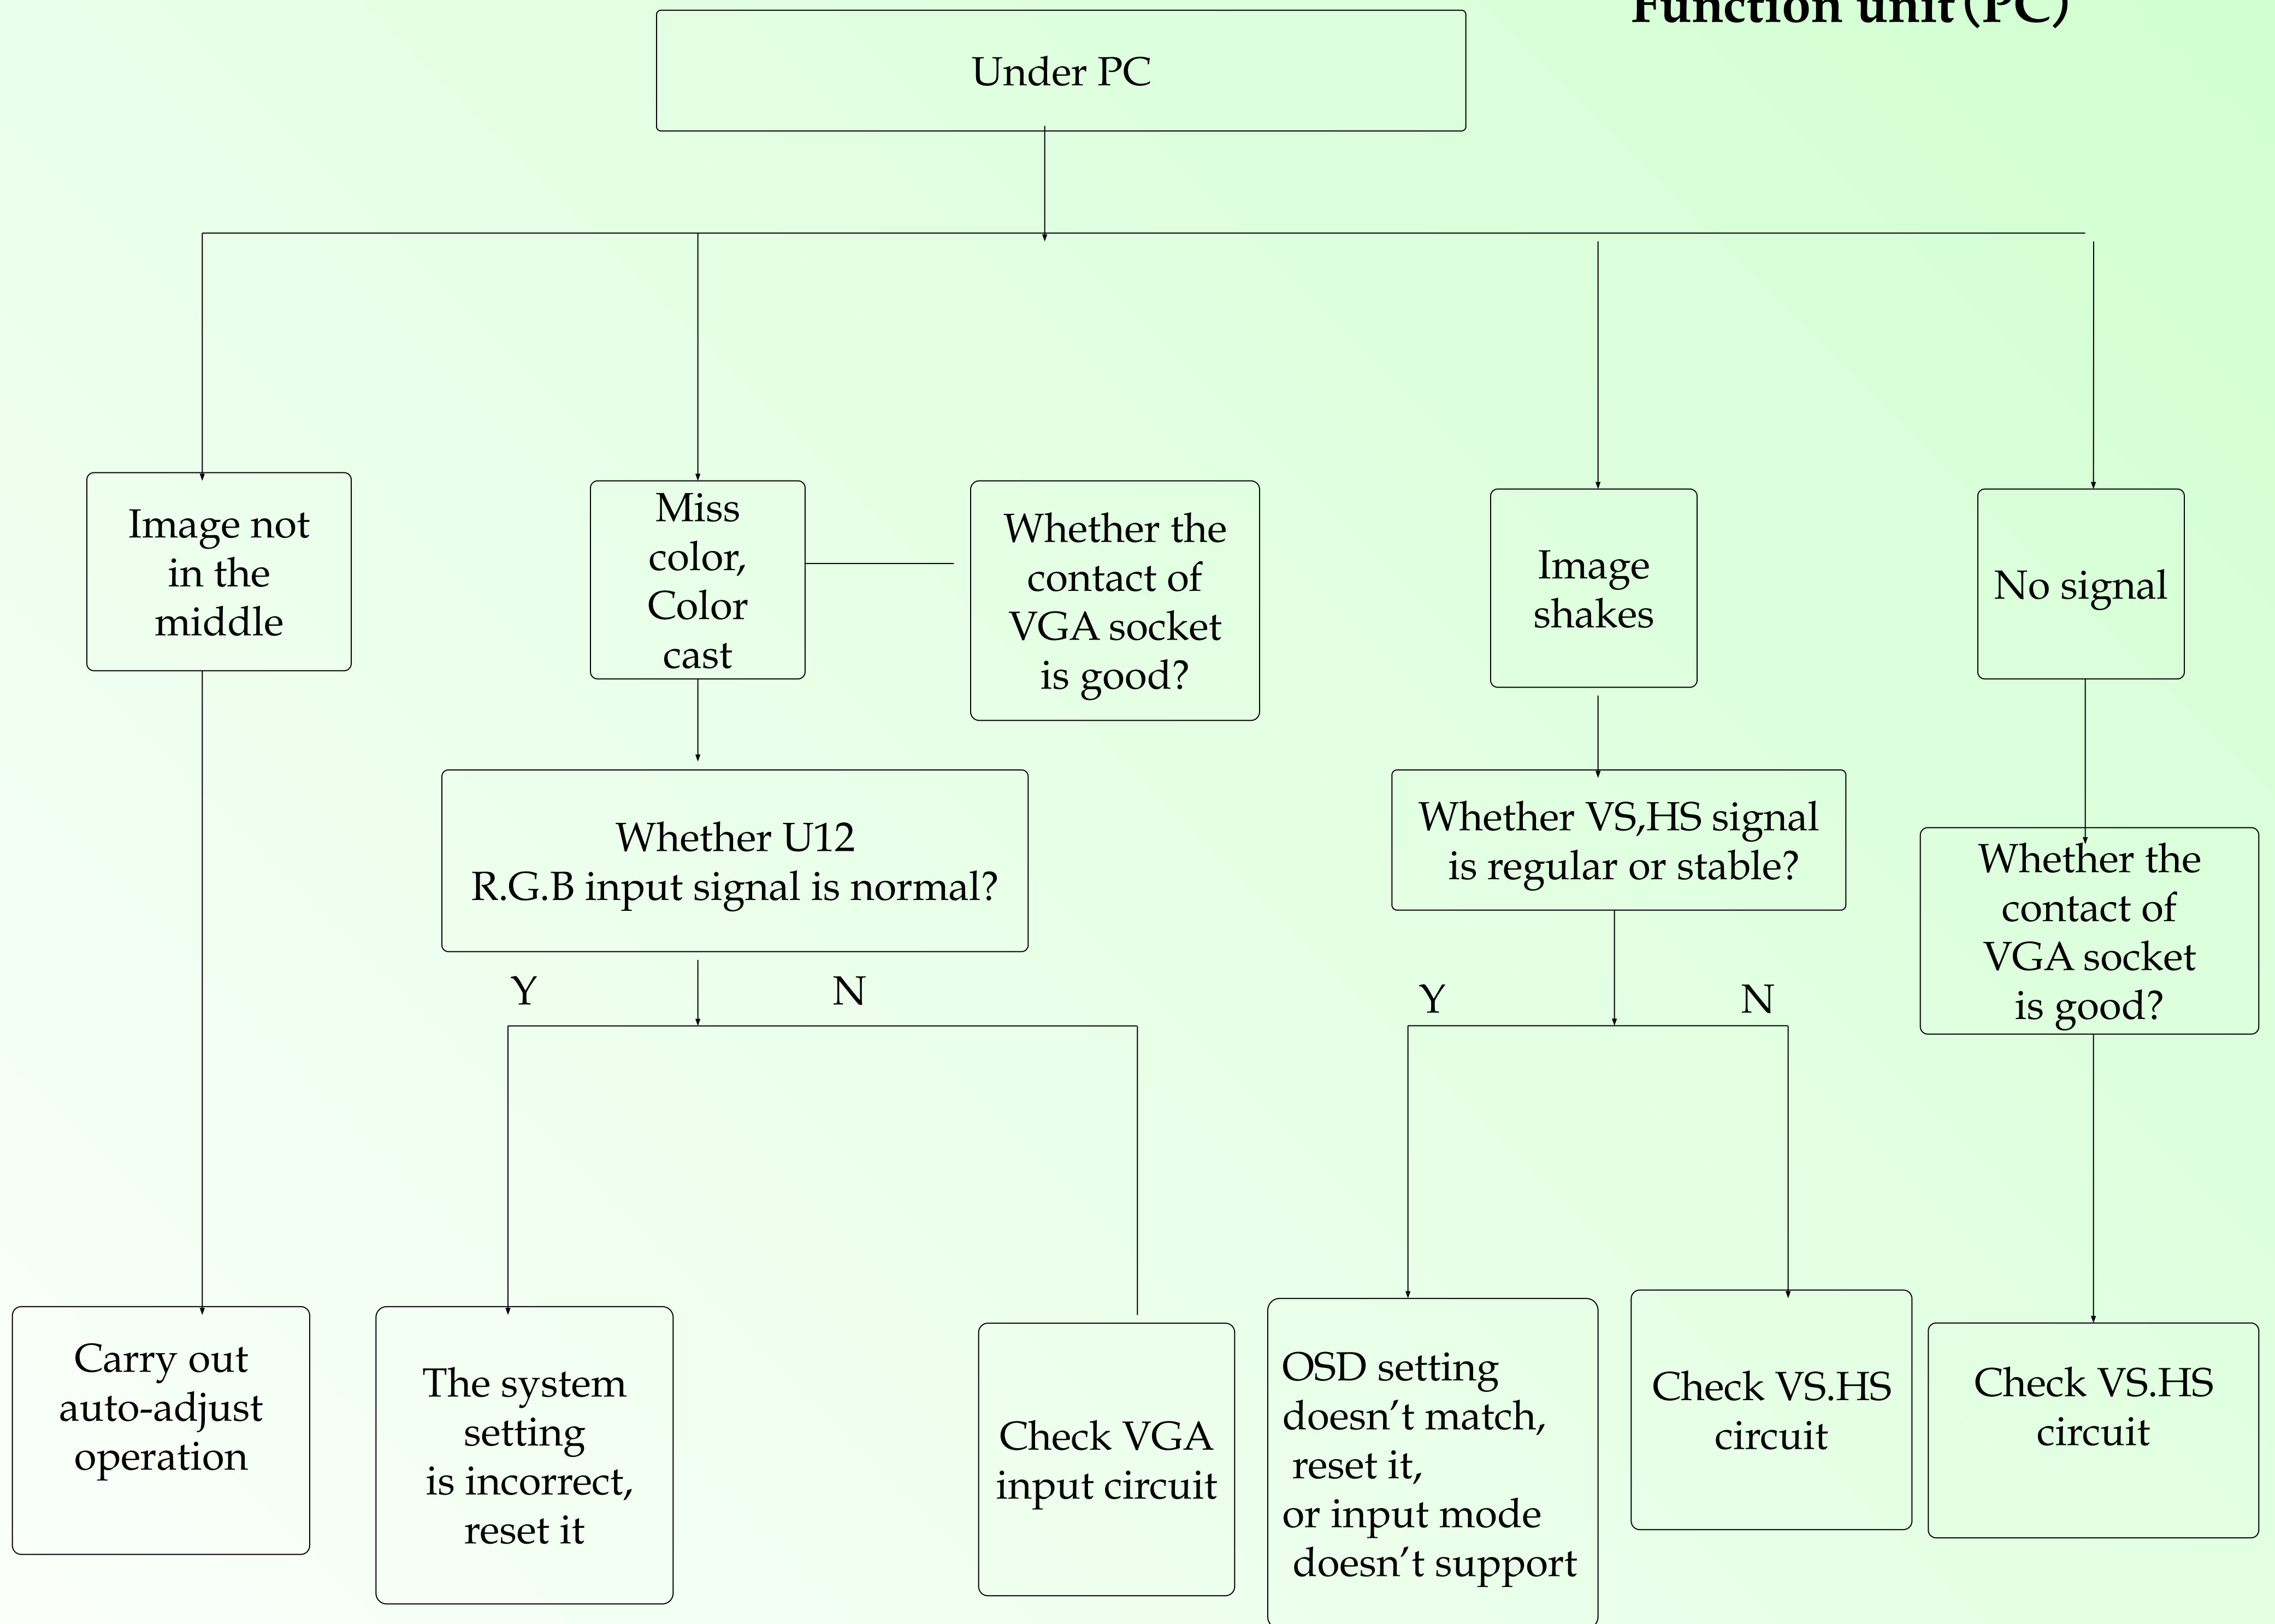 Function unit(PC)
Under PC
Image not
in the
middle
Miss
color,
Color
cast
Whether the
contact of
VGA socket
is good?
Image
shakes
No signal
Whether U12
R.G.B input signal is normal?
Whether VS,HS signal
is regular or stable?
Whether the
contact of
VGA socket
is good?
Y
N
Y
N
Carry out
auto-adjust
operation
The system
setting
is incorrect,
reset it
Check VGA
input circuit
OSD setting
doesn’t match,
reset it,
or input mode
doesn’t support
Check VS.HS
circuit
Check VS.HS
circuit